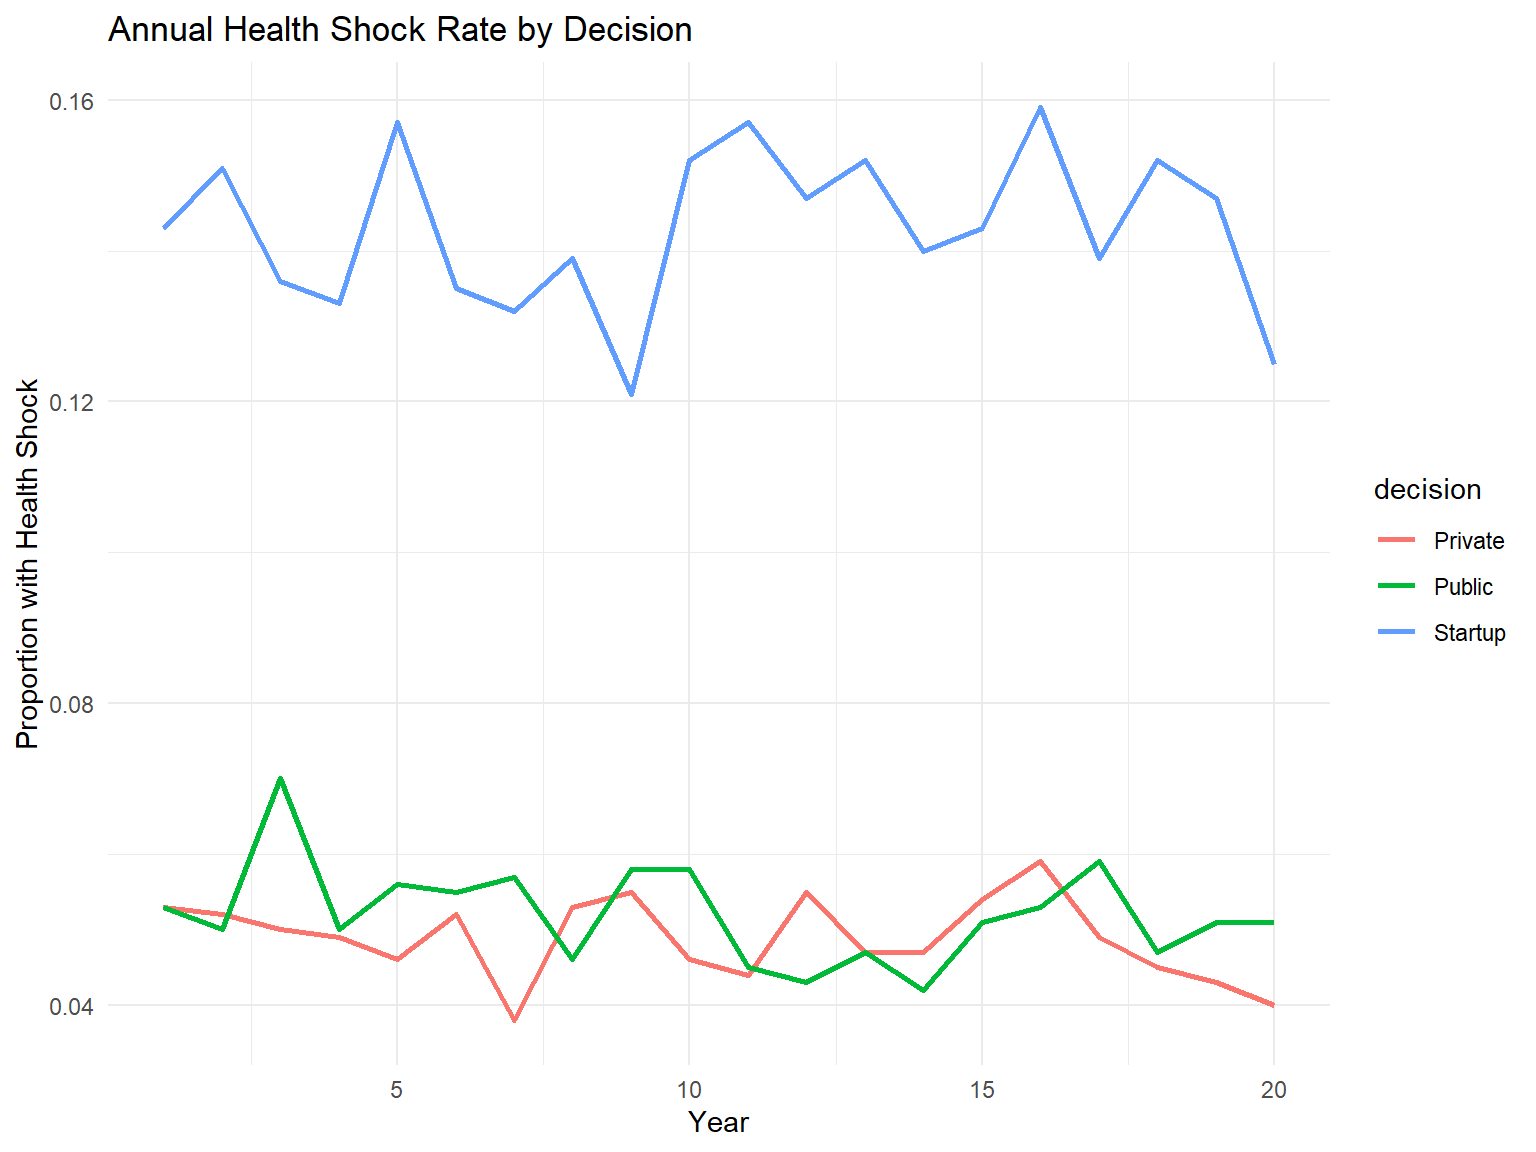 Annual Health Shock Rate by Decision
Proportion with Health Shock
0.16
0.12
0.08
0.04
5
10
15
20
Year
decision
Private
Public
Startup